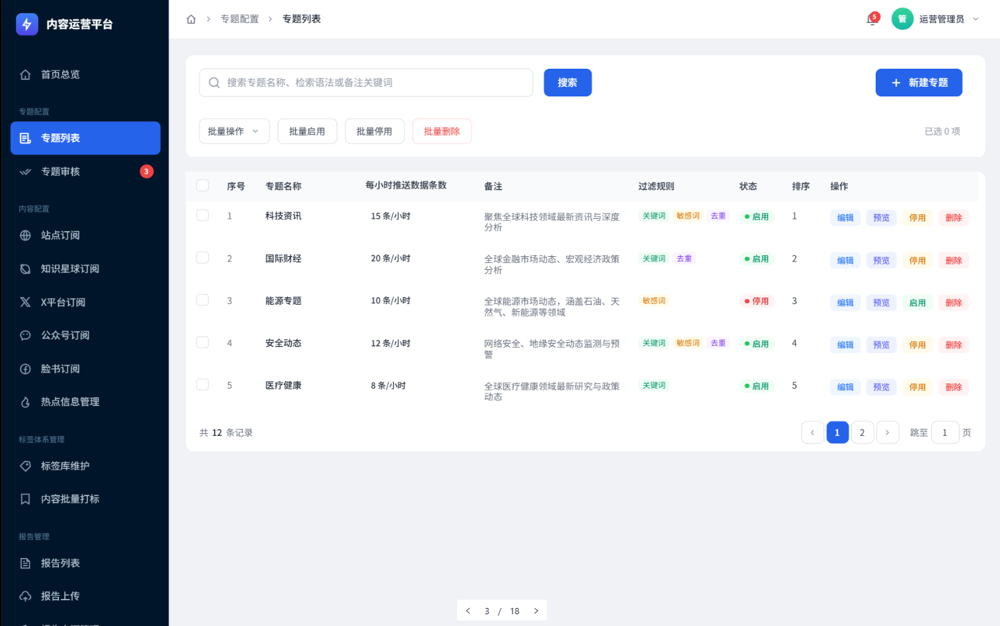 内容运营平台
首页总览
专题配置
专题列表
专题审核 3
内容配置
站点订阅
知识星球订阅
X平台订阅
公众号订阅
脸书订阅
热点信息管理
标签体系管理
标签库维护
内容批量打标
报告管理
报告列表
报告上传
专题配置 专题列表
5 管 运营管理员
搜索专题名称、检索语法或备注关键词 搜索 新建专题
批量操作 批量启用 批量停用 批量删除 已选 0 项
序号 专题名称 每小时推送数据条数 备注 过滤规则 状态 排序 操作
1 科技资讯 15 条/小时 聚焦全球科技领域最新资讯与深度 关键词 敏感词 去重 启用 1 编辑 预览 停用 删除
分析
2 国际财经 20 条/小时 全球金融市场动态、宏观经济政策 关键词 去重 启用 2 编辑 预览 停用 删除
分析
3 能源专题 10 条/小时 全球能源市场动态，涵盖石油、天 敏感词 停用 3 编辑 预览 启用 删除
然气、新能源等领域
4 安全动态 12 条/小时 网络安全、地缘安全动态监测与预 关键词 敏感词 去重 启用 4 编辑 预览 停用 删除
警
5 医疗健康 8 条/小时 全球医疗健康领域最新研究与政策 关键词 启用 5 编辑 预览 停用 删除
动态
共 12 条记录 1 2 跳至 1 页
3 / 18